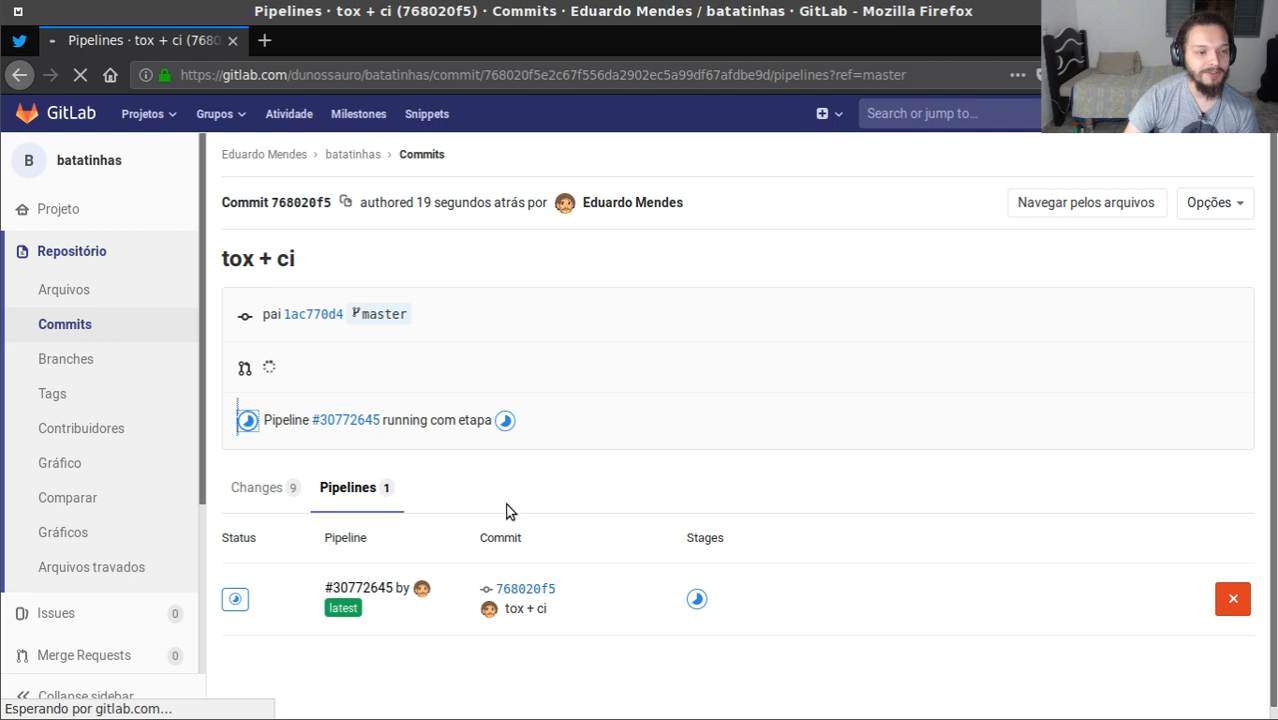 Pipelines · tox + ci (768020f5) · Commits · Eduardo Mendes / batatinhas · GitLab - Mozilla Firefox
Pipelines · tox + ci (7680
https://gitlab.com/dunossauro/batatinhas/commit/768020f5e2c67f556da2902ec5a99df67afdbe9d/pipelines?ref=master
GitLab Projetos Grupos Atividade Milestones Snippets Search or jump to...
B batatinhas
Eduardo Mendes > batatinhas > Commits
Commit 768020f5 authored 19 segundos atrás por Eduardo Mendes Navegar pelos arquivos Opções
Projeto
Repositório
Arquivos
Commits
Branches
Tags
Contribuidores
Gráfico
Comparar
Gráficos
Arquivos travados
Issues 0
Merge Requests 0
Collapse sidebar
tox + ci
pai 1ac770d4 master
Pipeline #30772645 running com etapa
Changes 9 Pipelines 1
Status Pipeline Commit Stages
#30772645 by 768020f5
latest tox + ci
Esperando por gitlab.com...